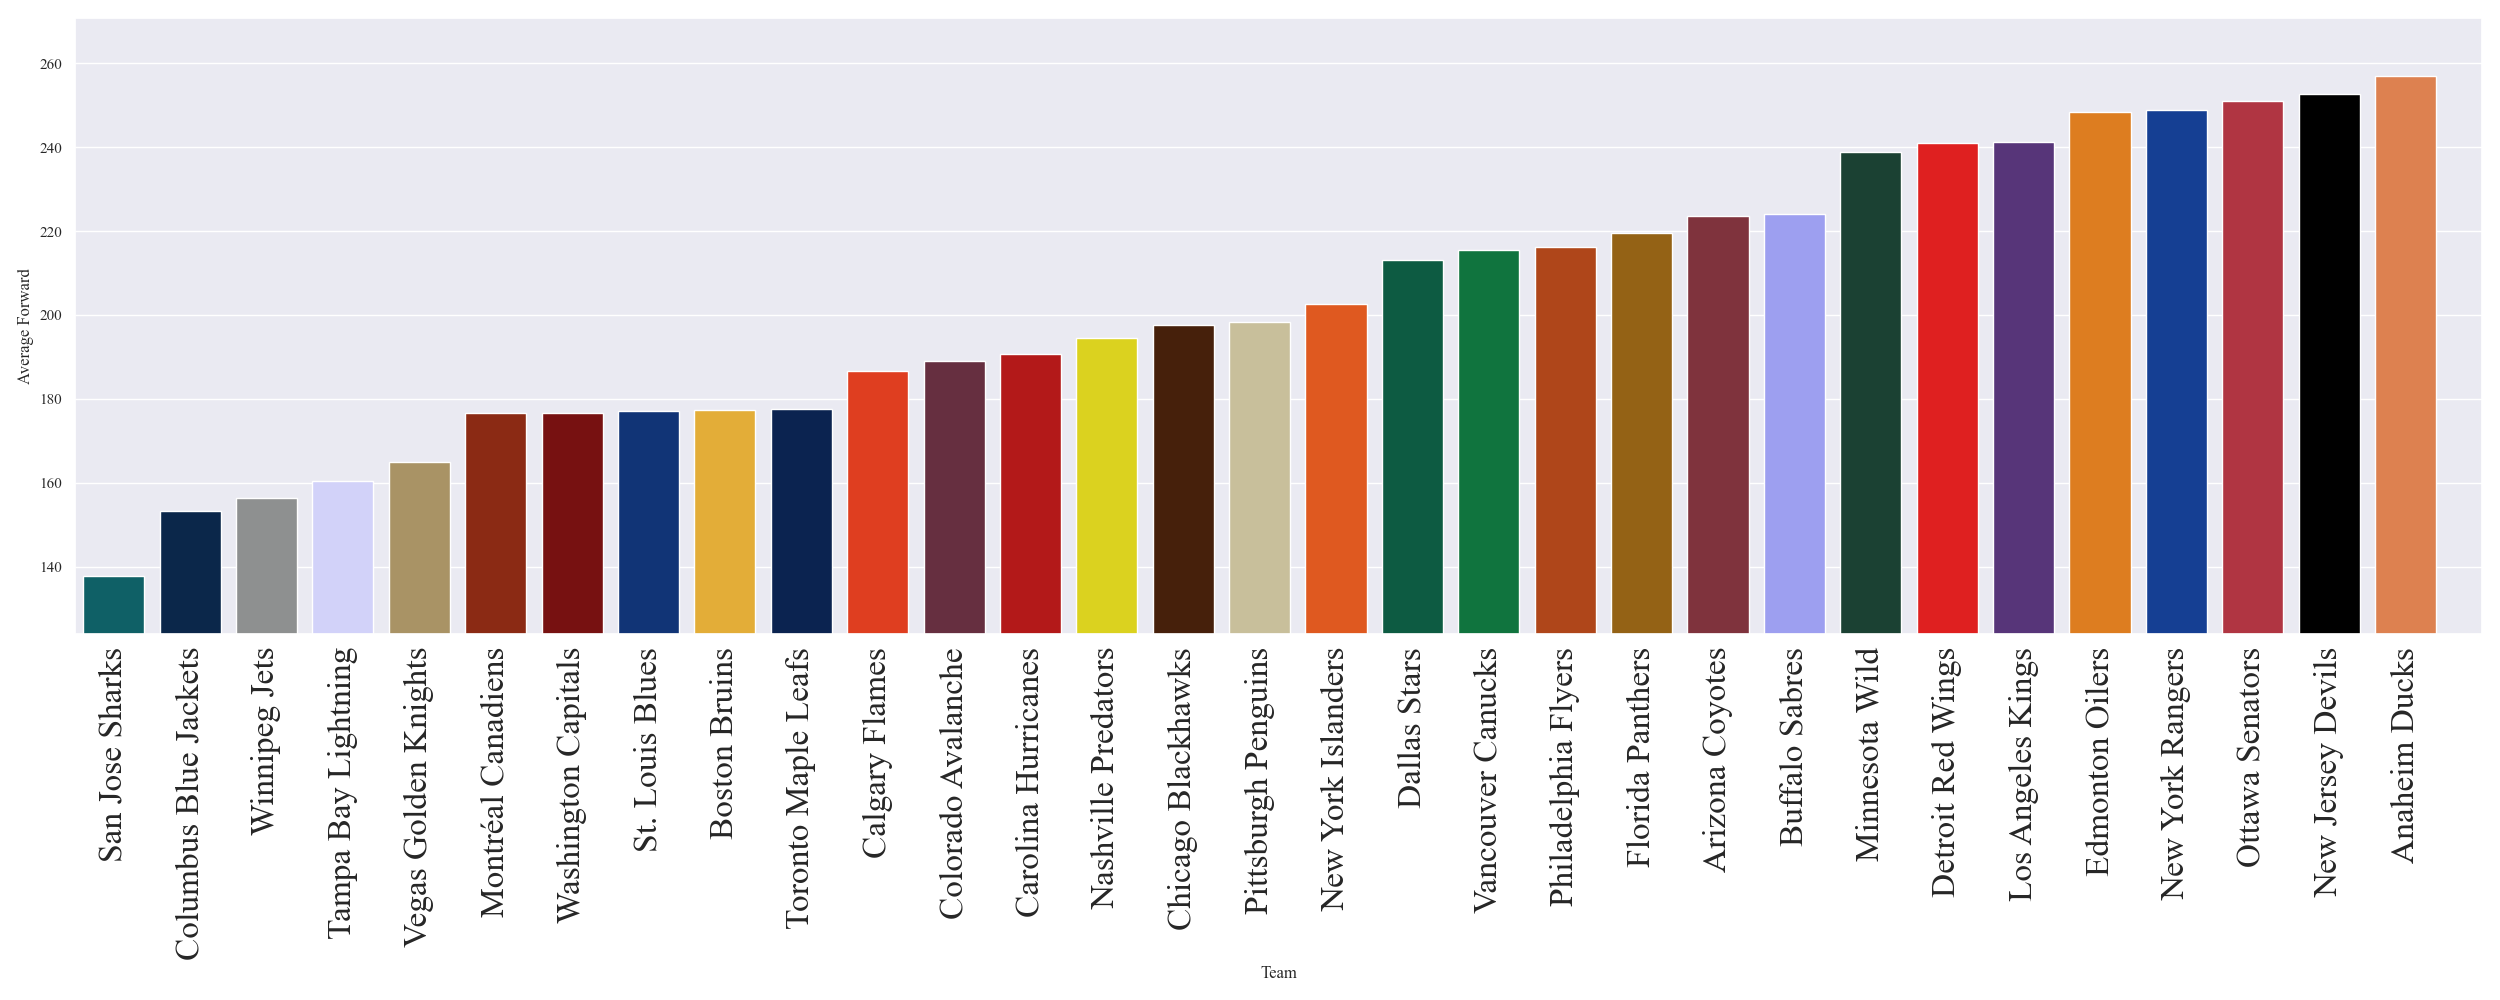 260
240
220
200
180
160
140
Average Forward
San Jose Sharks
Columbus Blue Jackets
Winnipeg Jets
Tampa Bay Lightning
Vegas Golden Knights
Montréal Canadiens
Washington Capitals
St. Louis Blues
Boston Bruins
Toronto Maple Leafs
Calgary Flames
Colorado Avalanche
Carolina Hurricanes
Nashville Predators
Chicago Blackhawks
Pittsburgh Penguins
New York Islanders
Dallas Stars
Vancouver Canucks
Philadelphia Flyers
Florida Panthers
Arizona Coyotes
Buffalo Sabres
Minnesota Wild
Detroit Red Wings
Los Angeles Kings
Edmonton Oilers
New York Rangers
Ottawa Senators
New Jersey Devils
Anaheim Ducks
Team